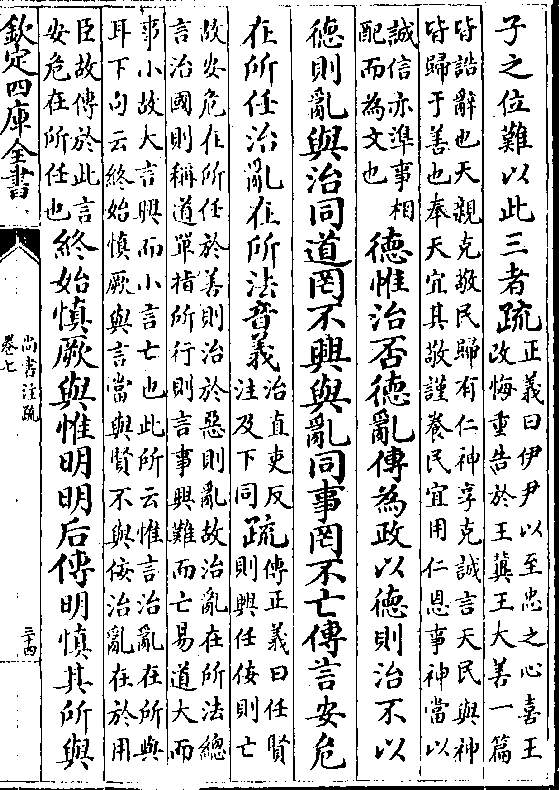 子之位難以此三者疏
正義曰伊尹以至忠之心喜王
改悔重告於王冀王大善一篇
皆誥辭也天親克敬民歸有仁神享克誠言天民與神
皆歸于善也奉天宜其敬謹養民宜用仁恩事神當以
誠信亦準事相
配而為文也
德惟治否德亂傳為政以德則治不以
德則亂與治同道罔不興與亂同事罔不亡傳言安危
在所任治亂在所法音義
治直吏反
注及下同
疏
傳正義曰任賢
則興任佞則亡
故安危在所任於善則治於惡則亂故治亂在所法總
言治國則稱道單指所行則言事興難而亡易道大而
事小故大言興而小言亡也此所云惟言治亂在所與
耳下句云終始慎厥與言當與賢不與佞治亂在於用
臣故傳於此言
安危在所任也
終始慎厥與惟明明后傳明慎其所與
欽定四庫全書
尚書注疏
卷七
二十四